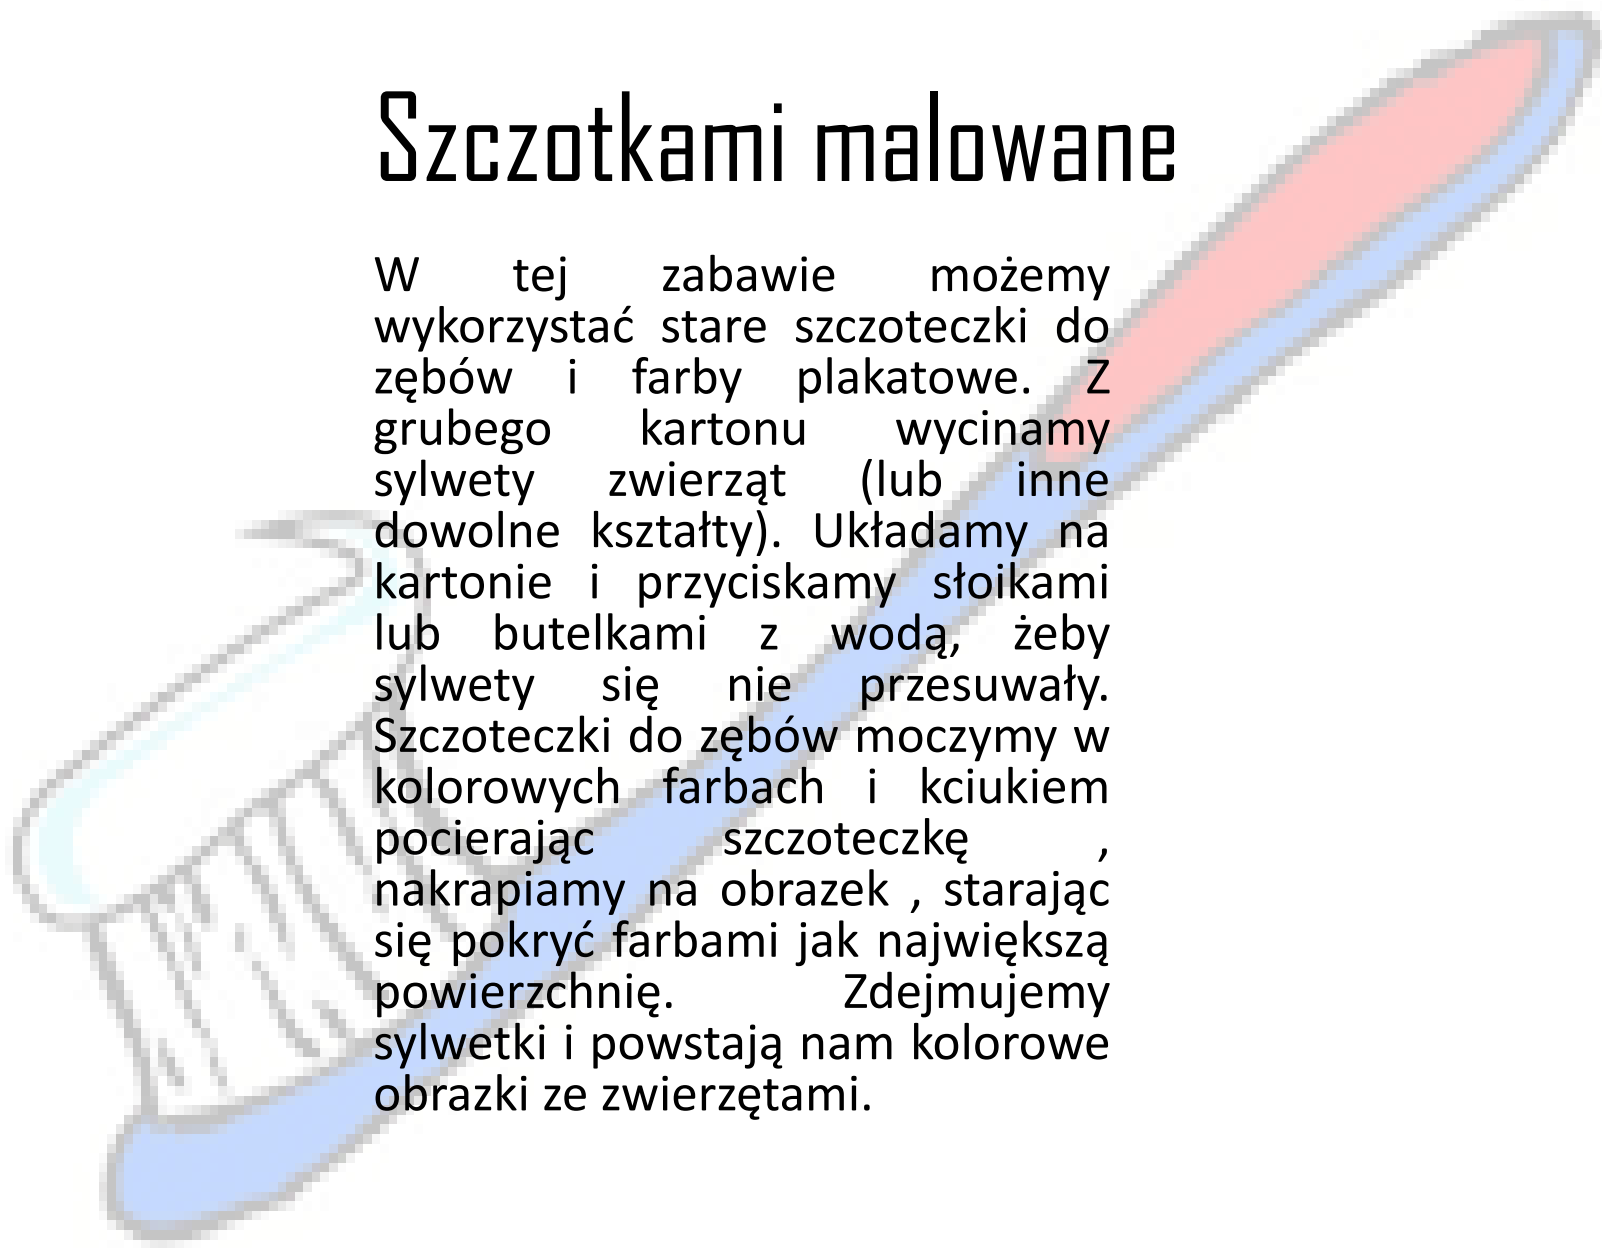 Szczotkami malowane
W tej zabawie możemy
wykorzystać stare szczoteczki do
zębów i farby plakatowe. Z
grubego kartonu wycinamy
sylwety zwierząt (lub inne
dowolne kształty). Układamy na
kartonie i przyciskamy słoikami
lub butelkami z wodą, żeby
sylwety się nie przesuwały.
Szczoteczki do zębów moczymy w
kolorowych farbach i kciukiem
pocierając szczoteczkę ,
nakrapiamy na obrazek , starając
się pokryć farbami jak największą
powierzchnię. Zdejmujemy
sylwetki i powstają nam kolorowe
obrazki ze zwierzętami.